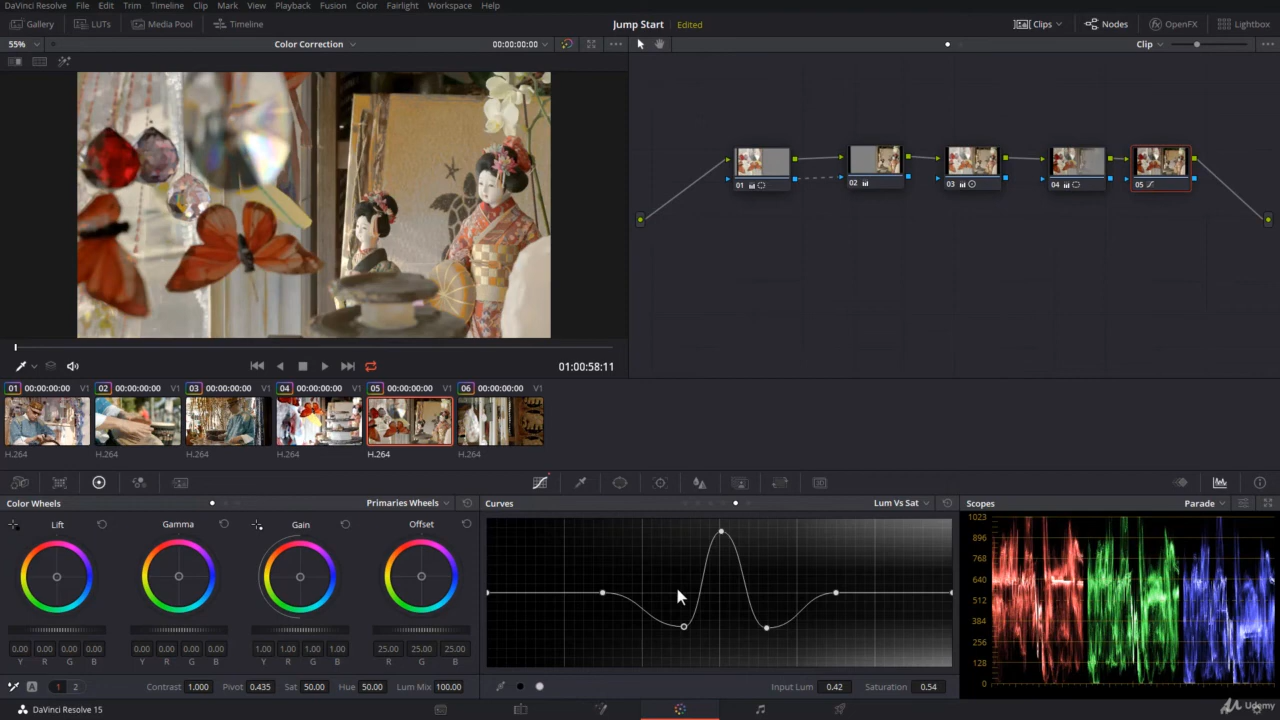 DaVinci Resolve File Edit Trim Timeline Clip Mark View Playback Fusion Color Fairlight Workspace Help
Gallery LUTs Media Pool Timeline Jump Start Edited Clips Nodes OpenFX Lightbox
55% Color Correction 00:00:00:00 Clip
01 02 03 04 05
01:00:58:11
01 00:00:00:00 V1 02 00:00:00:00 V1 03 00:00:00:00 V1 04 00:00:00:00 V1 05 00:00:00:00 V1 06 00:00:00:00 V1
H.264 H.264 H.264 H.264 H.264 H.264
Color Wheels Primaries Wheels Curves Lum Vs Sat Scopes Parade
Lift Gamma Gain Offset
1023
896
768
640
512
384
256
128
0
0.00 0.00 0.00 0.00 0.00 0.00 0.00 0.00 1.00 1.00 1.00 1.00 25.00 25.00 25.00
Y R G B Y R G B Y R G B R G B
A 1 2 Contrast 1.000 Pivot 0.435 Sat 50.00 Hue 50.00 Lum Mix 100.00 Input Lum 0.42 Saturation 0.54
DaVinci Resolve 15
Udemy